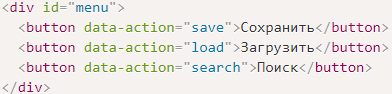 <div id="menu">
  <button data-action="save">Сохранить</button>
  <button data-action="load">Загрузить</button>
  <button data-action="search">Поиск</button>
</div>